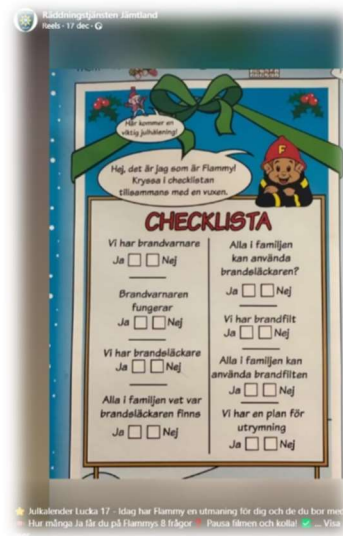 Räddningstjänsten Jämtland
Reels · 17 dec ·
Här kommer en
viktig julhälsning!
Hej, det är jag som är Flammy!
Kryssa i checklistan
tillsammans med en vuxen.
F
CHECKLISTA
Vi har brandvarnare
Ja Nej
Brandvarnaren
fungerar
Ja Nej
Vi har brandsläckare
Ja Nej
Alla i familjen vet var
brandsläckaren finns
Ja Nej
Alla i familjen
kan använda
brandsläckaren?
Ja Nej
Vi har brandfilt
Ja Nej
Alla i familjen kan
använda brandfilten
Ja Nej
Vi har en plan för
utrymning
Ja Nej
Julkalender Lucka 17 - Idag har Flammy en utmaning för dig och de du bor med
Hur många Ja får du på Flammys 8 frågor Pausa filmen och kolla! ... Visa